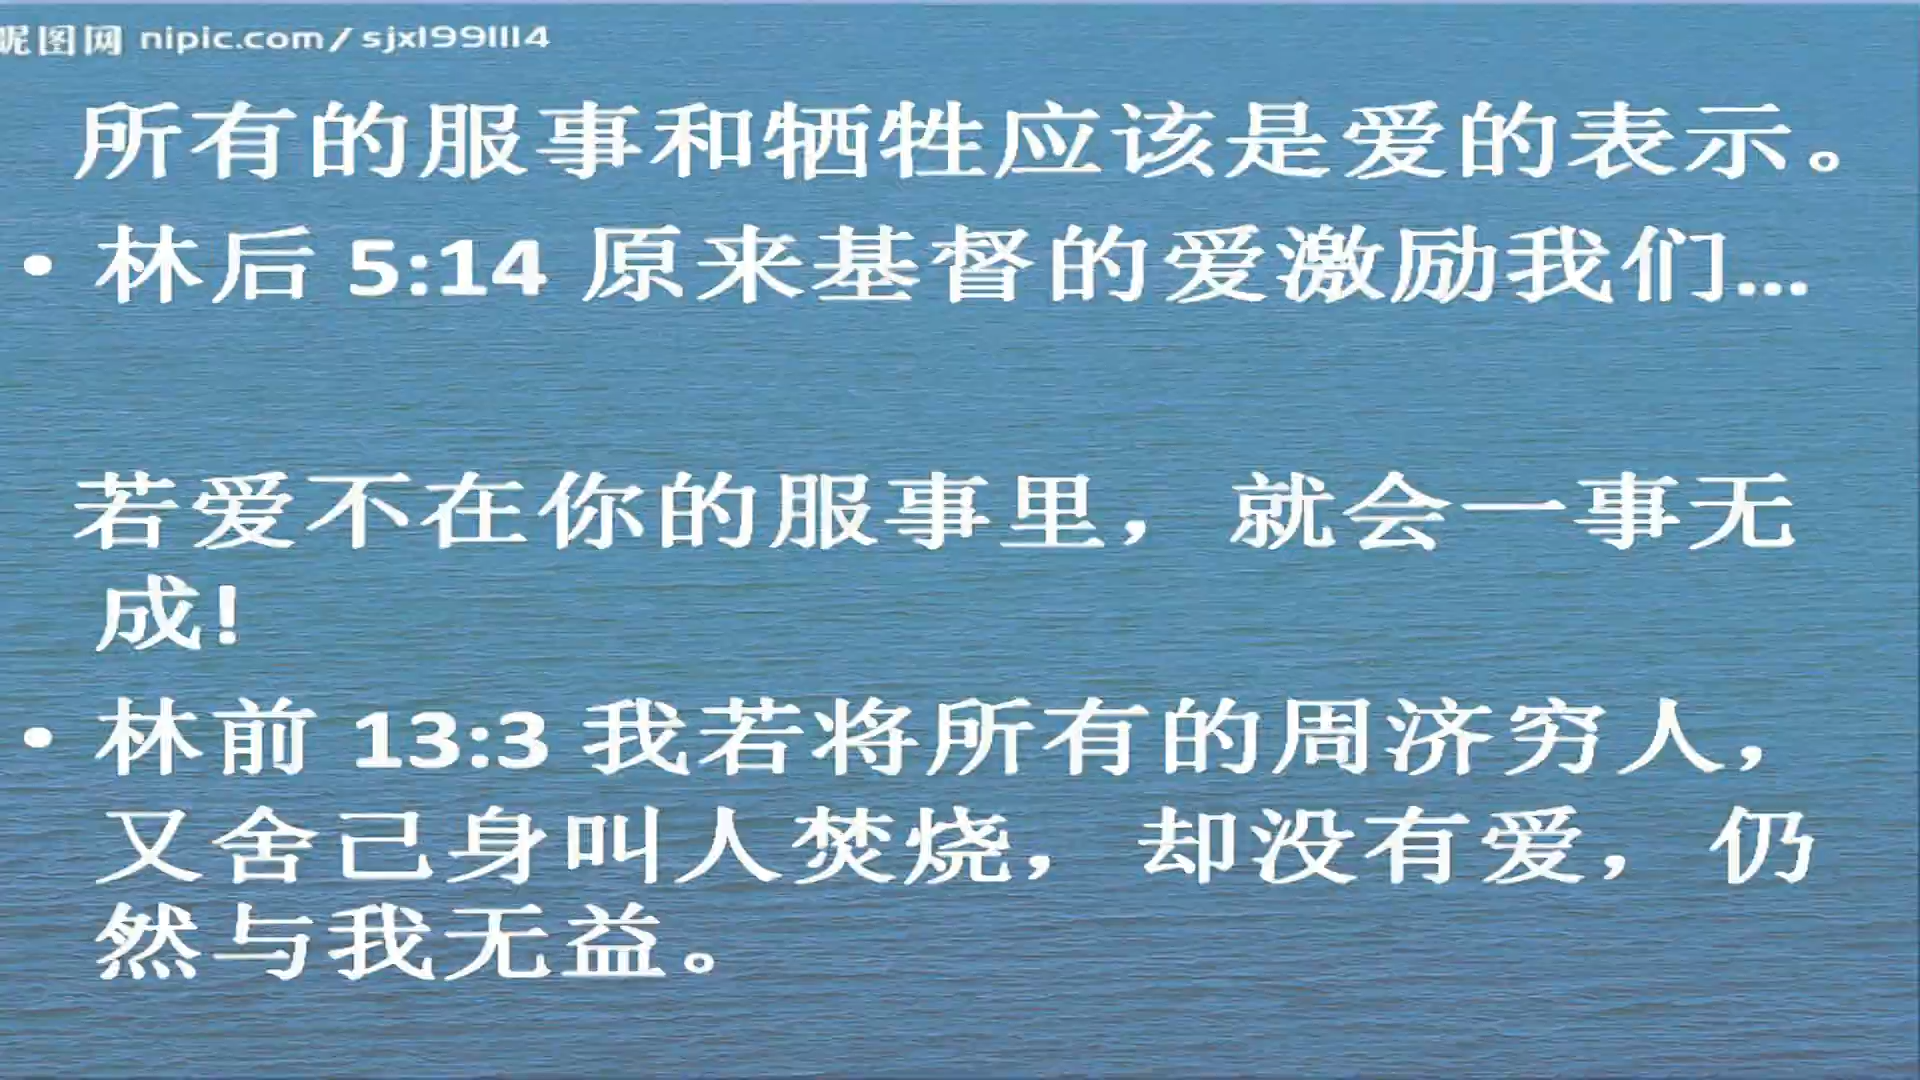 昵图网 nipic.com/sjx1991114
所有的服事和牺牲应该是爱的表示。
• 林后 5:14 原来基督的爱激励我们...
若爱不在你的服事里，就会一事无
成!
• 林前 13:3 我若将所有的周济穷人，
又舍己身叫人焚烧，却没有爱，仍
然与我无益。